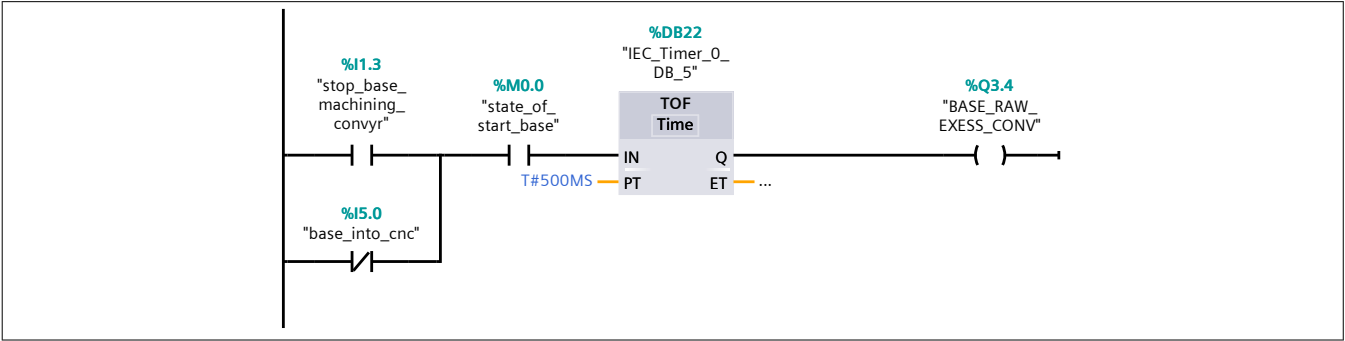 %DB22
"IEC_Timer_0_
DB_5"
%I1.3
"stop_base_
machining_
convyr"
%M0.0
"state_of_
start_base"
TOF
Time
%Q3.4
"BASE_RAW_
EXESS_CONV"
IN
Q
T#500MS
PT
ET
...
%I5.0
"base_into_cnc"